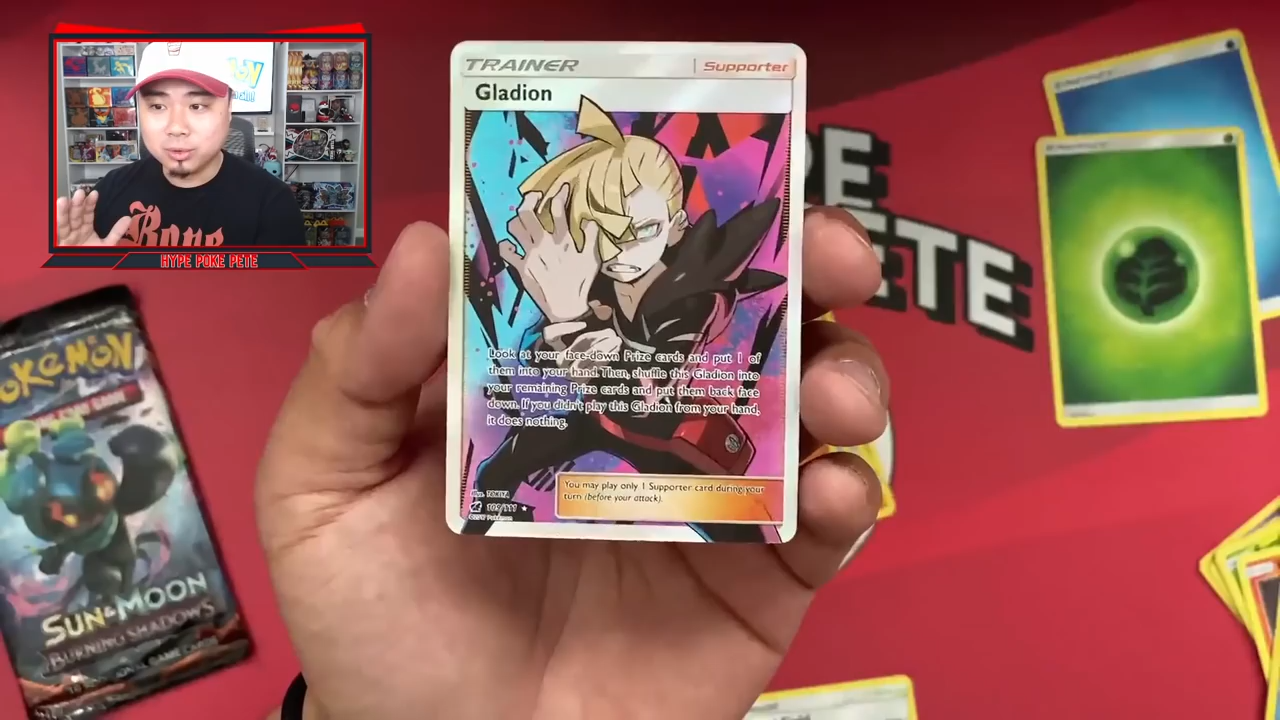 TRAINER
Supporter
Gladion
Look at your face-down Prize cards and put 1 of
them into your hand. Then, shuffle this Gladion into
your remaining Prize cards and put them back face
down. If you didn't play this Gladion from your hand,
it does nothing.
You may play only 1 Supporter card during your
turn (before your attack).
HYPE POKE PETE
POKEMON
SUN & MOON
BURNING SHADOWS